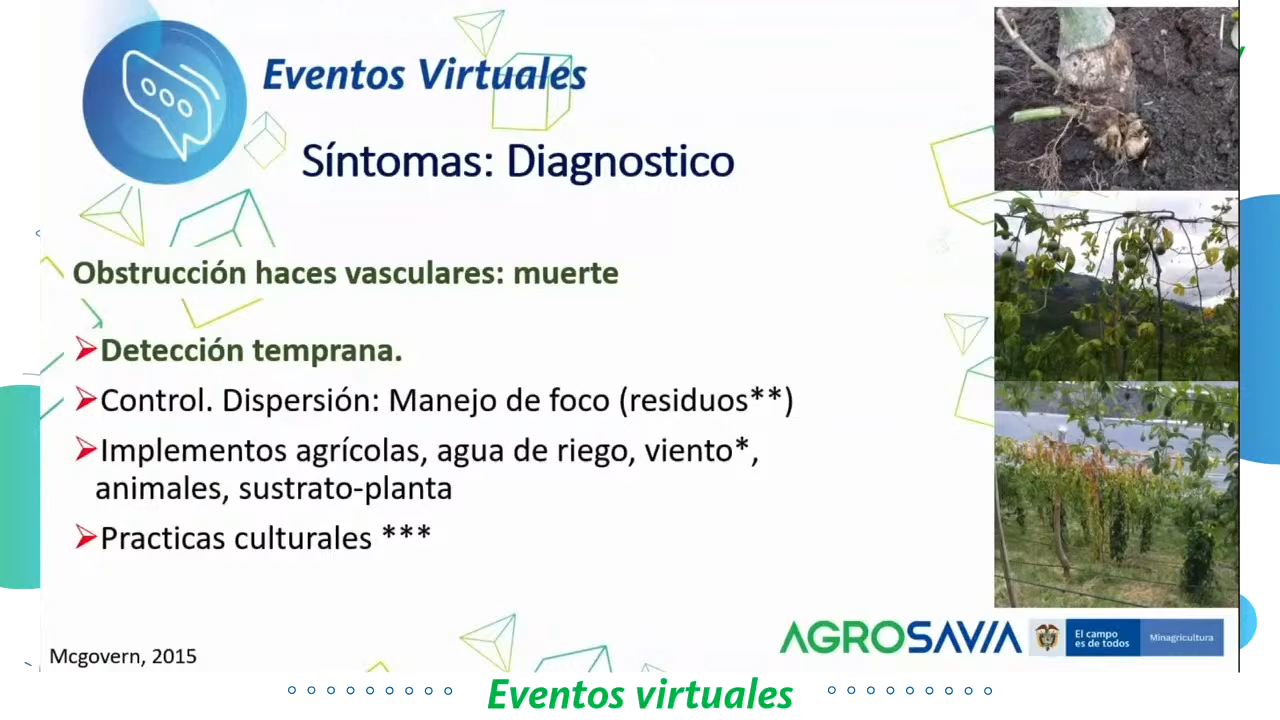 Eventos Virtuales
Síntomas: Diagnostico
Obstrucción haces vasculares: muerte
Detección temprana.
Control. Dispersión: Manejo de foco (residuos**)
Implementos agrícolas, agua de riego, viento*,
animales, sustrato-planta
Practicas culturales ***
Mcgovern, 2015
AGROSAVIA
El campo
es de todos
Minagricultura
Eventos virtuales